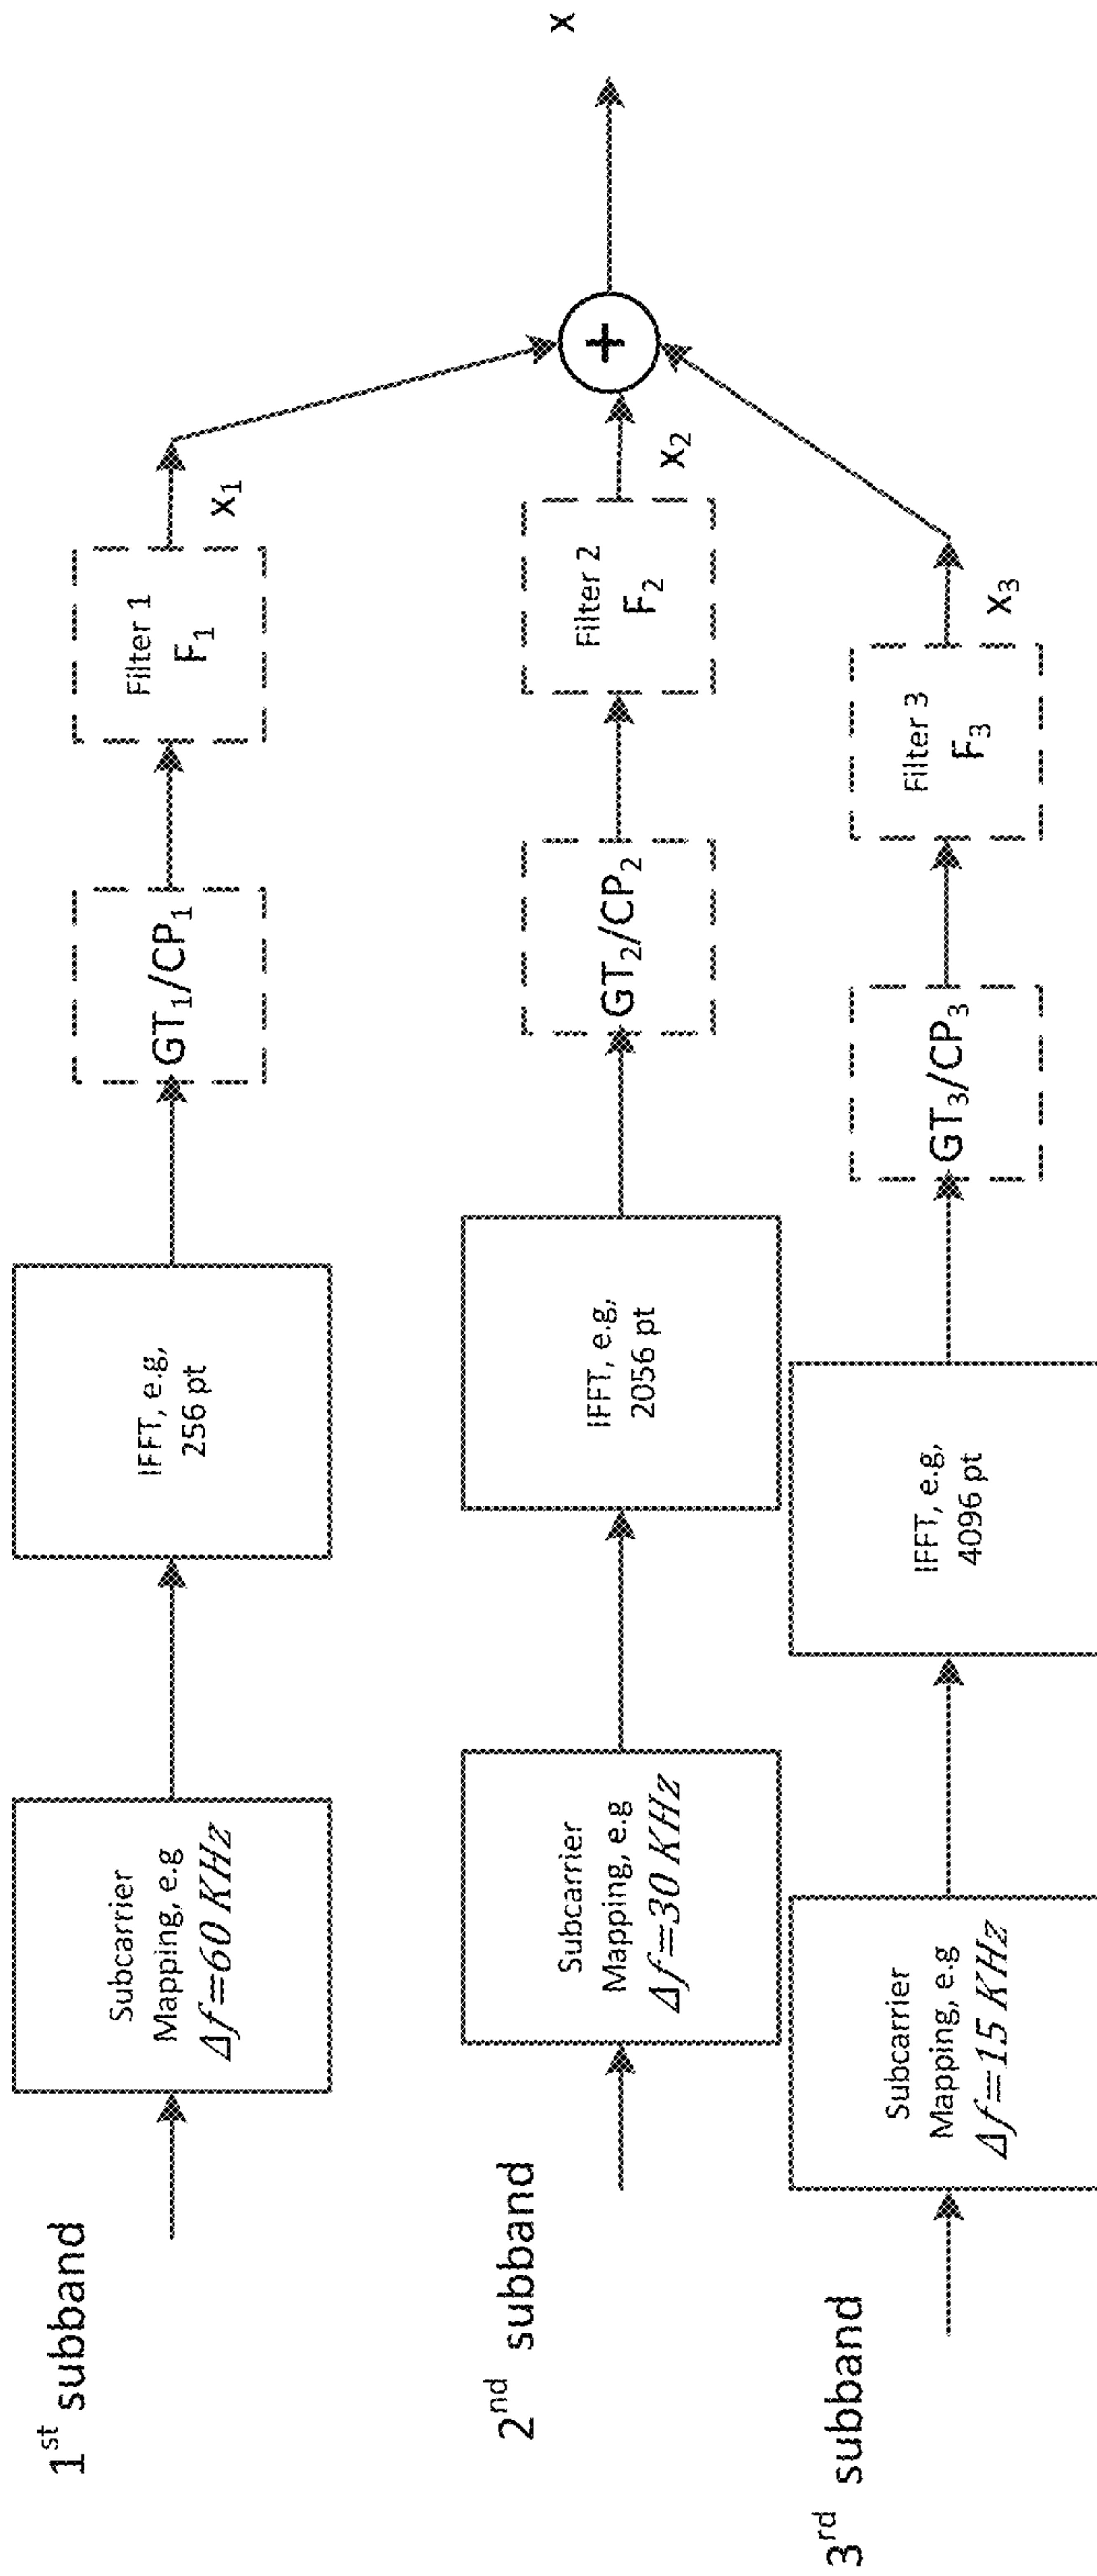 1st subband
Subcarrier
Mapping, e.g
Δf=60 KHz
IFFT, e.g,
256 pt
GT1/CP1
Filter 1
F1
x1
2nd subband
Subcarrier
Mapping, e.g
Δf=30 KHz
IFFT, e.g,
2056 pt
GT2/CP2
Filter 2
F2
x2
+
x
3rd subband
Subcarrier
Mapping, e.g
Δf=15 KHz
IFFT, e.g,
4096 pt
GT3/CP3
Filter 3
F3
x3